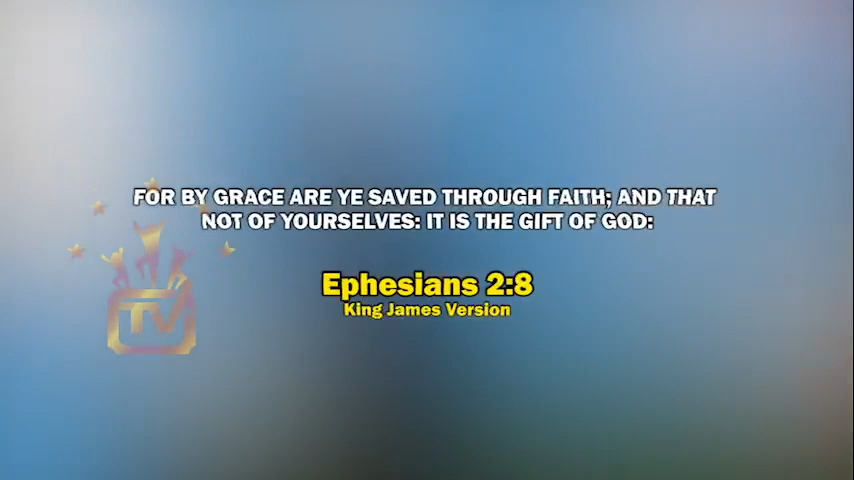 FOR BY GRACE ARE YE SAVED THROUGH FAITH; AND THAT
NOT OF YOURSELVES: IT IS THE GIFT OF GOD:
Ephesians 2:8
King James Version
TV